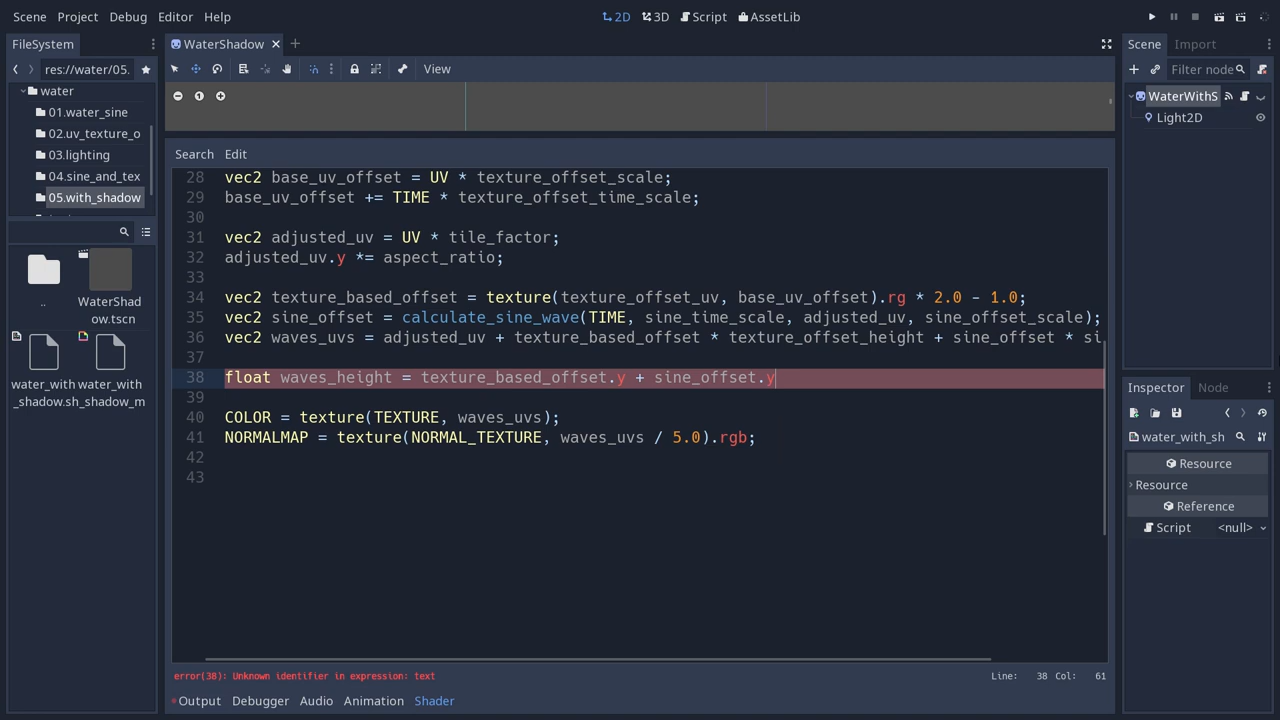 Scene Project Debug Editor Help
2D 3D Script AssetLib
FileSystem
res://water/05.
water
01.water_sine
02.uv_texture_o
03.lighting
04.sine_and_tex
05.with_shadow
..
WaterShad
ow.tscn
water_with
_shadow.sh
water_with
_shadow_m
WaterShadow
View
1
Search Edit
28 vec2 base_uv_offset = UV * texture_offset_scale;
29 base_uv_offset += TIME * texture_offset_time_scale;
30
31 vec2 adjusted_uv = UV * tile_factor;
32 adjusted_uv.y *= aspect_ratio;
33
34 vec2 texture_based_offset = texture(texture_offset_uv, base_uv_offset).rg * 2.0 - 1.0;
35 vec2 sine_offset = calculate_sine_wave(TIME, sine_time_scale, adjusted_uv, sine_offset_scale);
36 vec2 waves_uvs = adjusted_uv + texture_based_offset * texture_offset_height + sine_offset * si
37
38 float waves_height = texture_based_offset.y + sine_offset.y
39
40 COLOR = texture(TEXTURE, waves_uvs);
41 NORMALMAP = texture(NORMAL_TEXTURE, waves_uvs / 5.0).rgb;
42
43
error(38): Unknown identifier in expression: text
Line: 38 Col: 61
Output Debugger Audio Animation Shader
Scene Import
Filter node
WaterWithS
Light2D
Inspector Node
water_with_sh
Resource
Resource
Reference
Script <null>